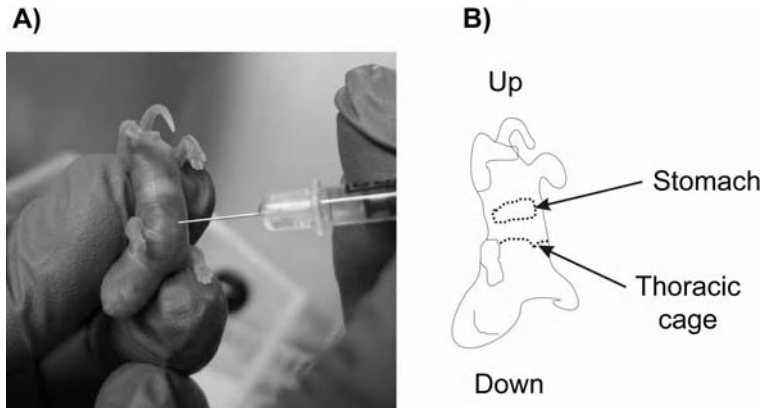 A)
B)
Up
Stomach
Thoracic
cage
Down